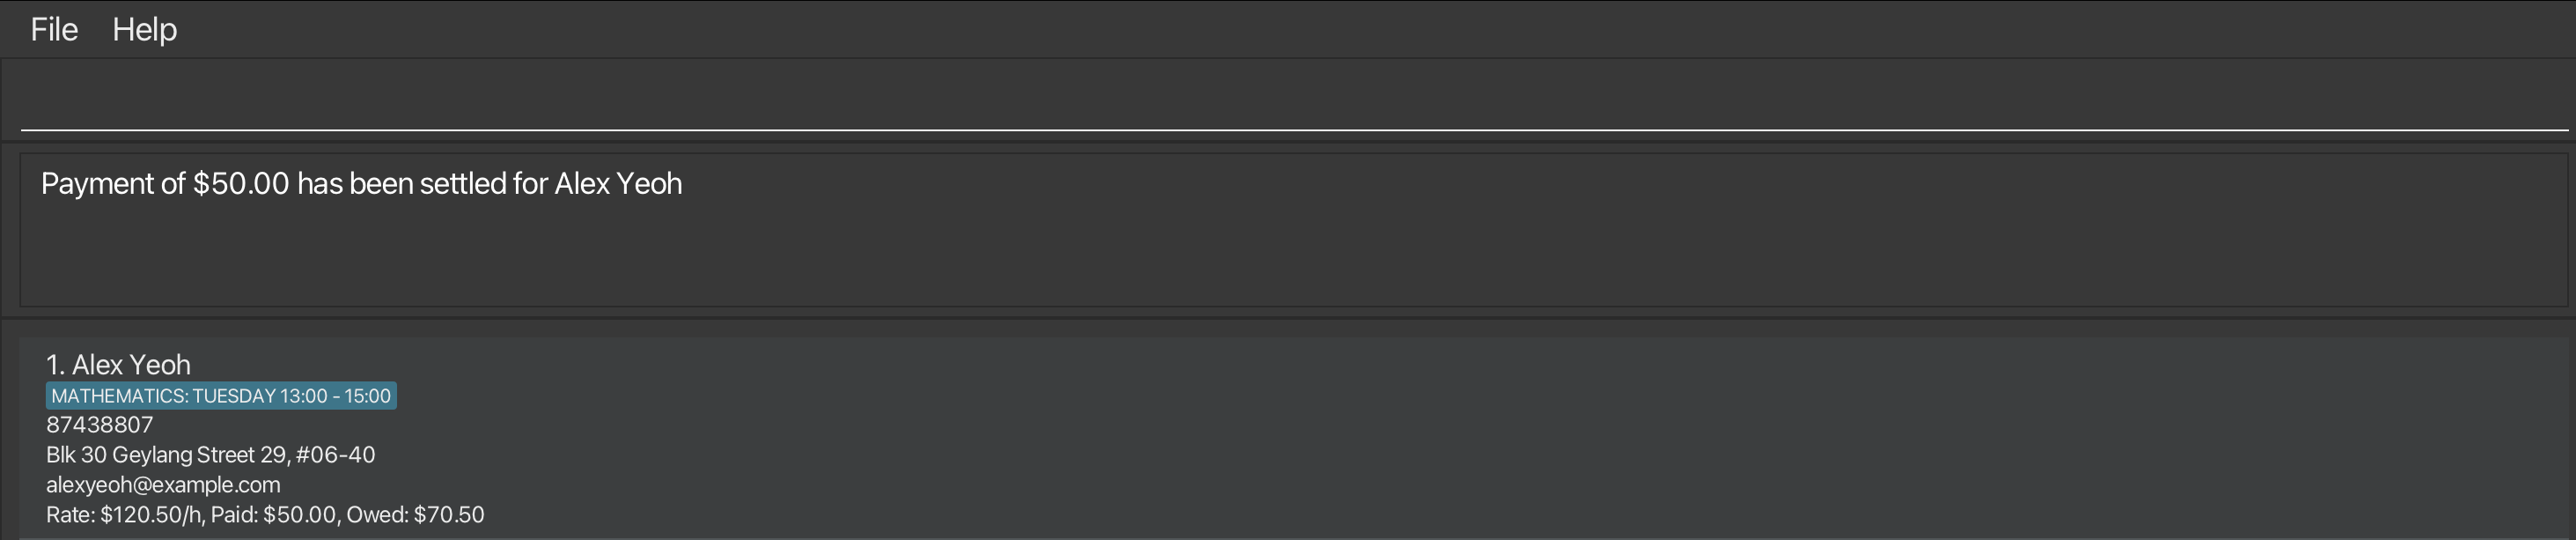 File Help
Payment of $50.00 has been settled for Alex Yeoh
1. Alex Yeoh
MATHEMATICS: TUESDAY 13:00 - 15:00
87438807
Blk 30 Geylang Street 29, #06-40
alexyeoh@example.com
Rate: $120.50/h, Paid: $50.00, Owed: $70.50